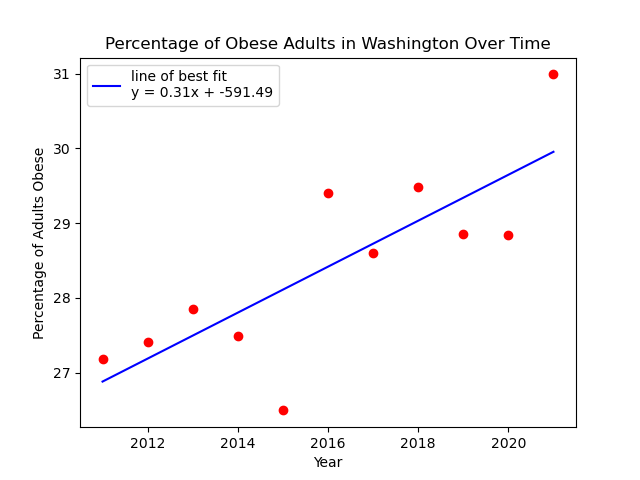 Percentage of Obese Adults in Washington Over Time
line of best fit
y = 0.31x + -591.49
Percentage of Adults Obese
31
30
29
28
27
2012 2014 2016 2018 2020
Year